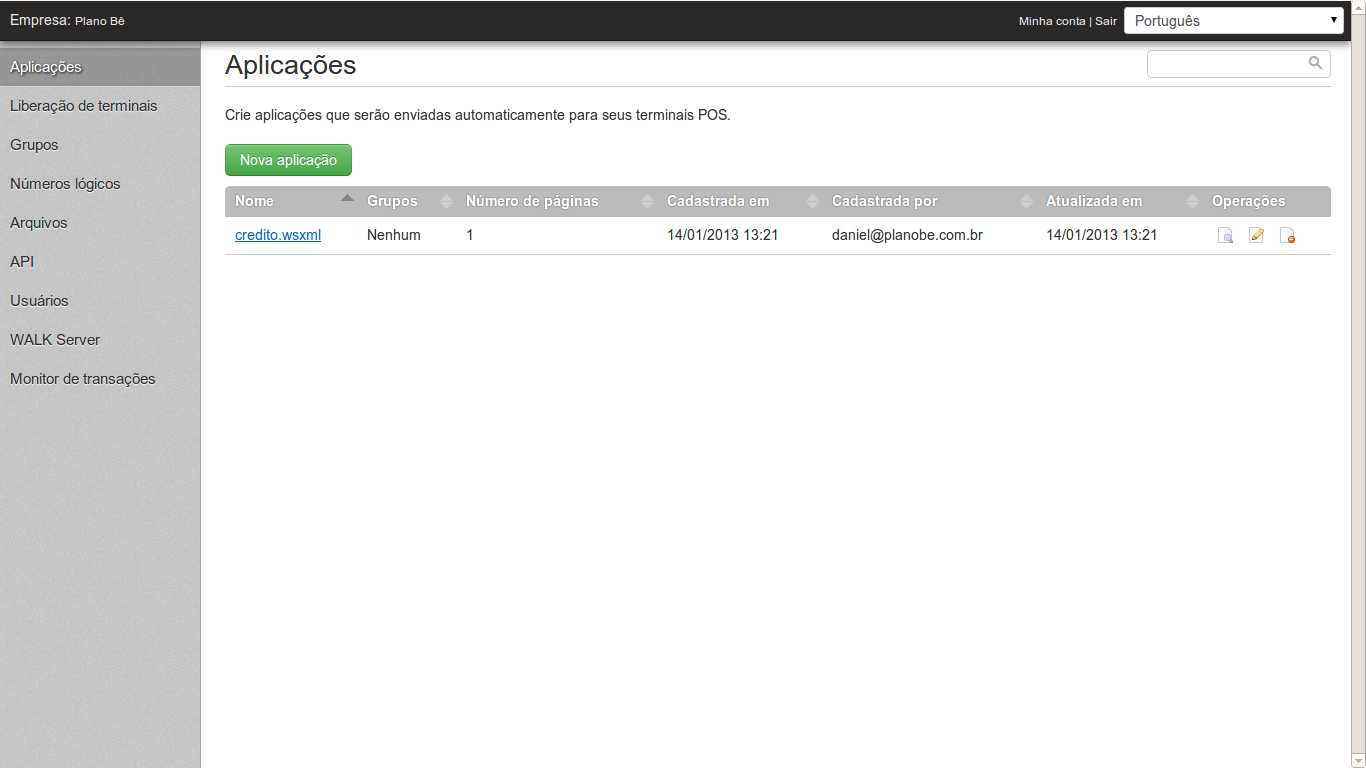 Empresa: Plano Bê
Minha conta | Sair
Português
Aplicações
Liberação de terminais
Grupos
Números lógicos
Arquivos
API
Usuários
WALK Server
Monitor de transações
Aplicações
Crie aplicações que serão enviadas automaticamente para seus terminais POS.
Nova aplicação
Nome Grupos Número de páginas Cadastrada em Cadastrada por Atualizada em Operações
credito.wsxml Nenhum 1 14/01/2013 13:21 daniel@planobe.com.br 14/01/2013 13:21